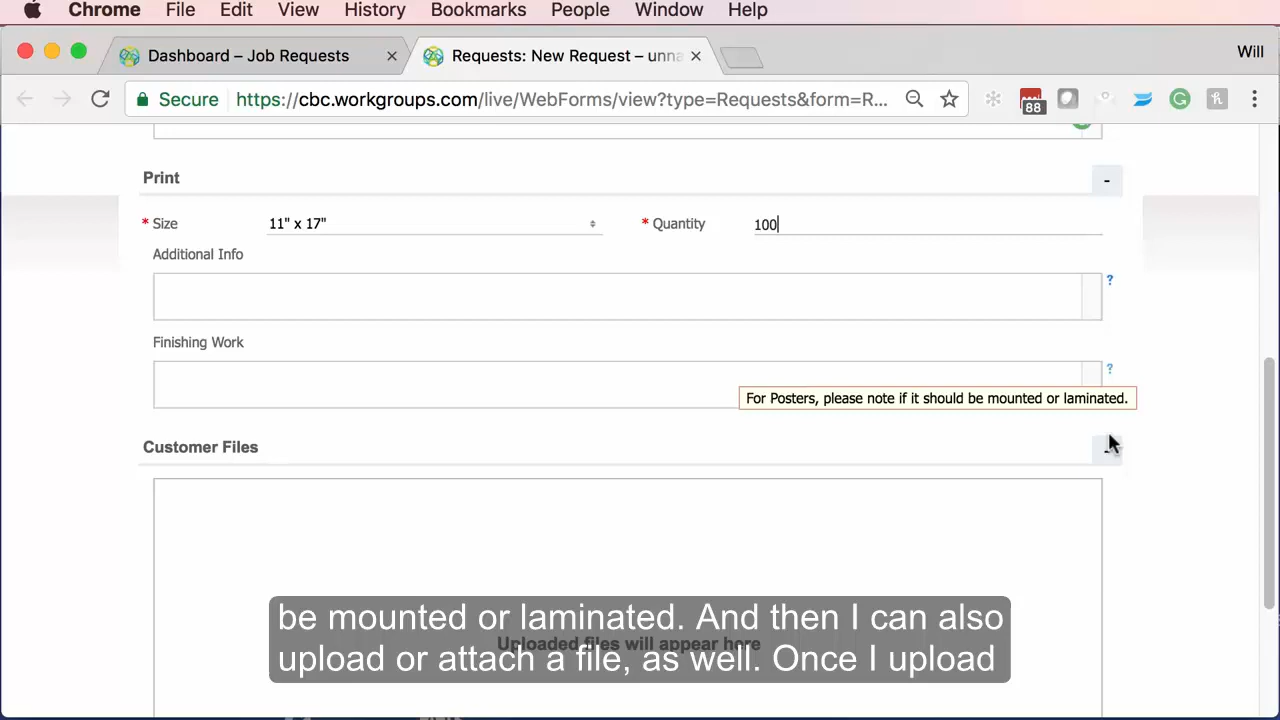 Chrome File Edit View History Bookmarks People Window Help
Dashboard – Job Requests × Requests: New Request – unna × Will
Secure https://cbc.workgroups.com/live/WebForms/view?type=Requests&form=R...
88
Print -
* Size 11" x 17" * Quantity 100
Additional Info
?
Finishing Work
?
For Posters, please note if it should be mounted or laminated.
Customer Files -
Uploaded files will appear here
be mounted or laminated. And then I can also
upload or attach a file, as well. Once I upload